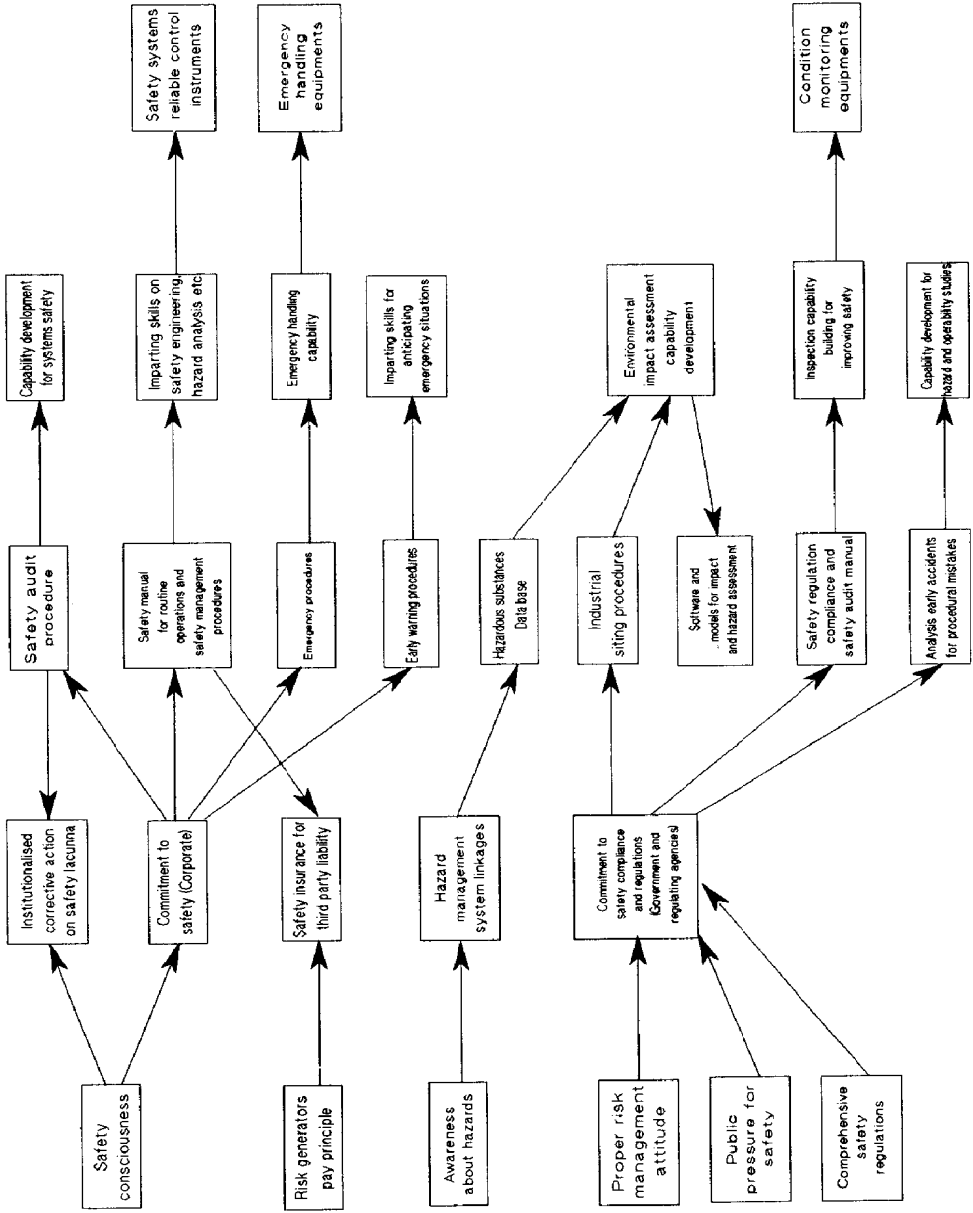 Safety
consciousness
Risk generators
pay principle
Awareness
about hazards
Proper risk
management
attitude
Public
pressure for
safety
Comprehensive
safety
regulations
Institutionalised
corrective action
on safety lacunna
Commitment to
safety (Corporate)
Safety insurance for
third party liability
Hazard
management
system linkages
Commitment to
safety compliance
and regulations
(Government and
regulating agencies)
Safety audit
procedure
Safety manual
for routine
operations and
safety management
procedures
Emergency procedures
Early warning procedures
Hazardous substances
Data base
Industrial
siting procedures
Software and
models for impact
and hazard assessment
Safety regulation
compliance and
safety audit manual
Analysis early accidents
for procedural mistakes
Capability development
for systems safety
Imparting skills on
safety engineering,
hazard analysis etc
Emergency handling
capability
Imparting skills for
anticipating
emergency situations
Environmental
impact assessment
capability
development
Inspection capability
building for
improving safety
Capability development for
hazard and operability studies
Safety systems
reliable control
instruments
Emergency
handling
equipments
Condition
monitoring
equipments